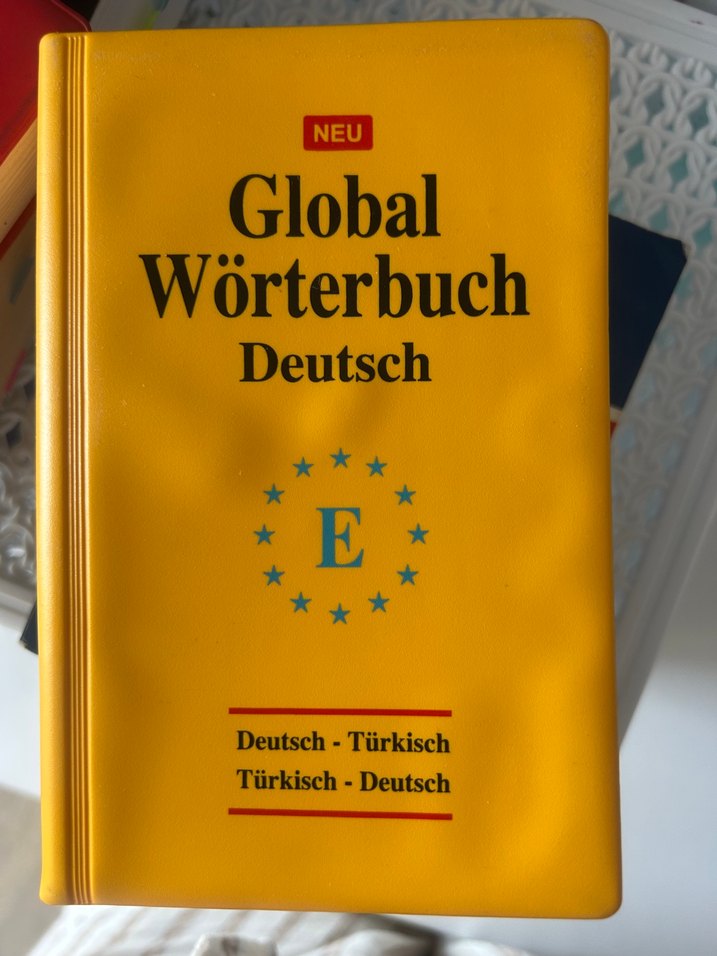 NEU
Global
Wörterbuch
Deutsch
E
Deutsch - Türkisch
Türkisch - Deutsch